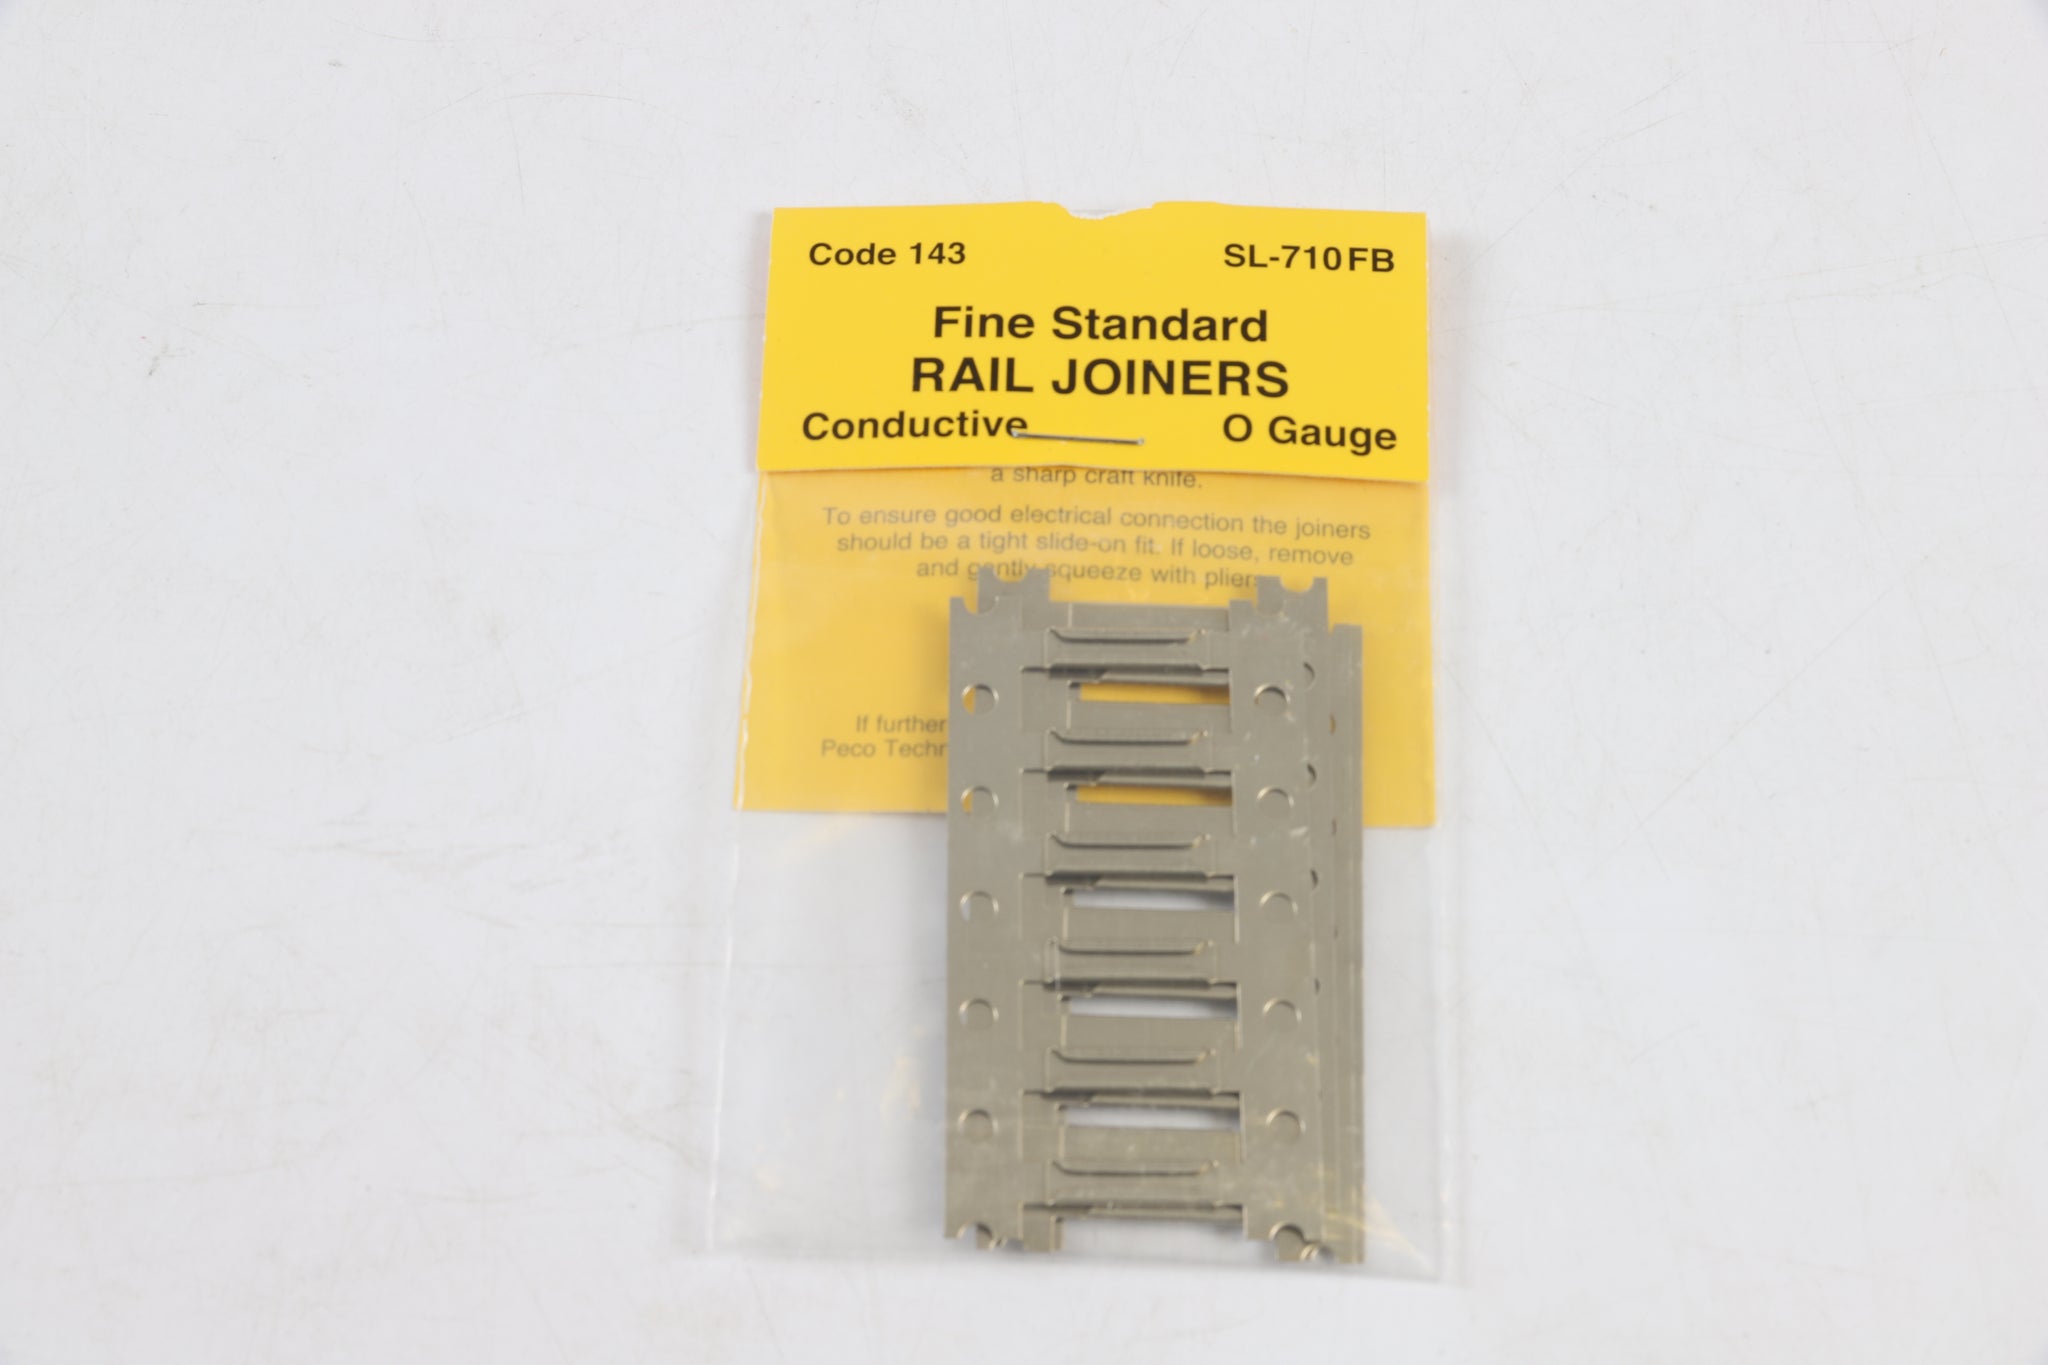 Code 143 SL-710FB
Fine Standard
RAIL JOINERS
Conductive O Gauge
a sharp craft knife.
To ensure good electrical connection the joiners
should be a tight slide-on fit. If loose, remove
and gently squeeze with pliers
If further
Peco Techn